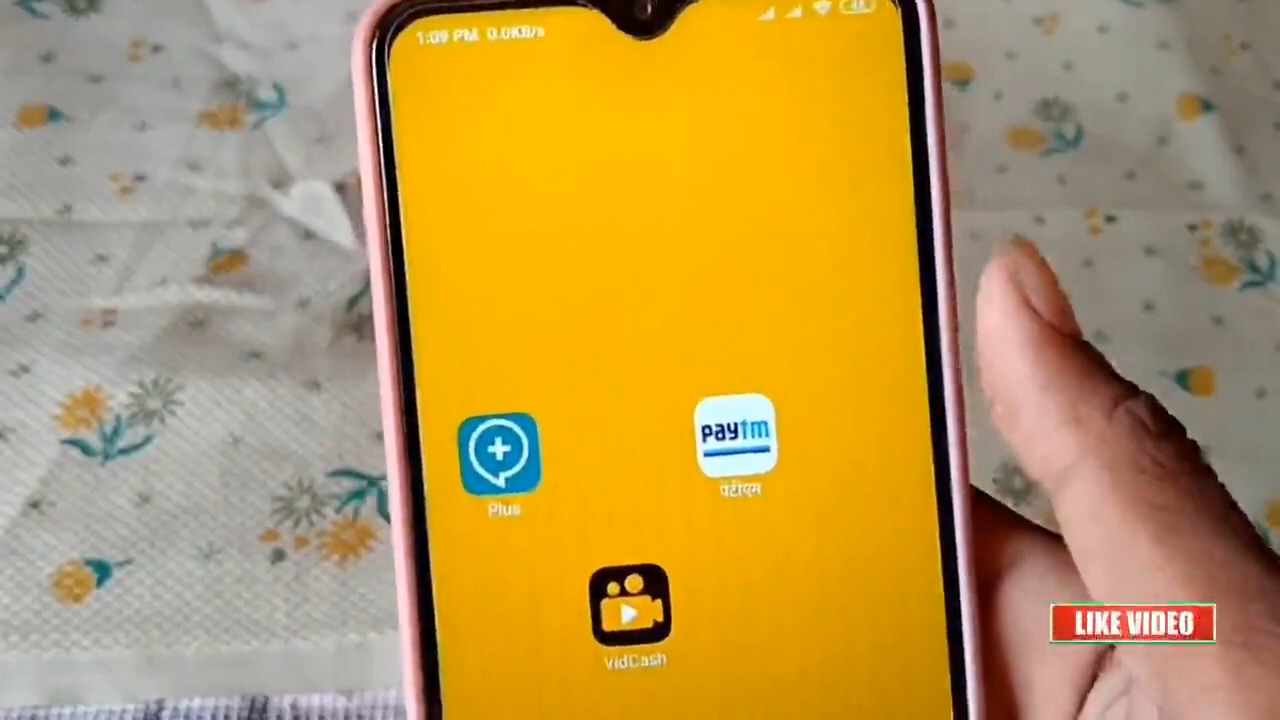 1:09 PM 0.0KB/s
paytm
Plus
पेटीएम
VidCash
LIKE VIDEO